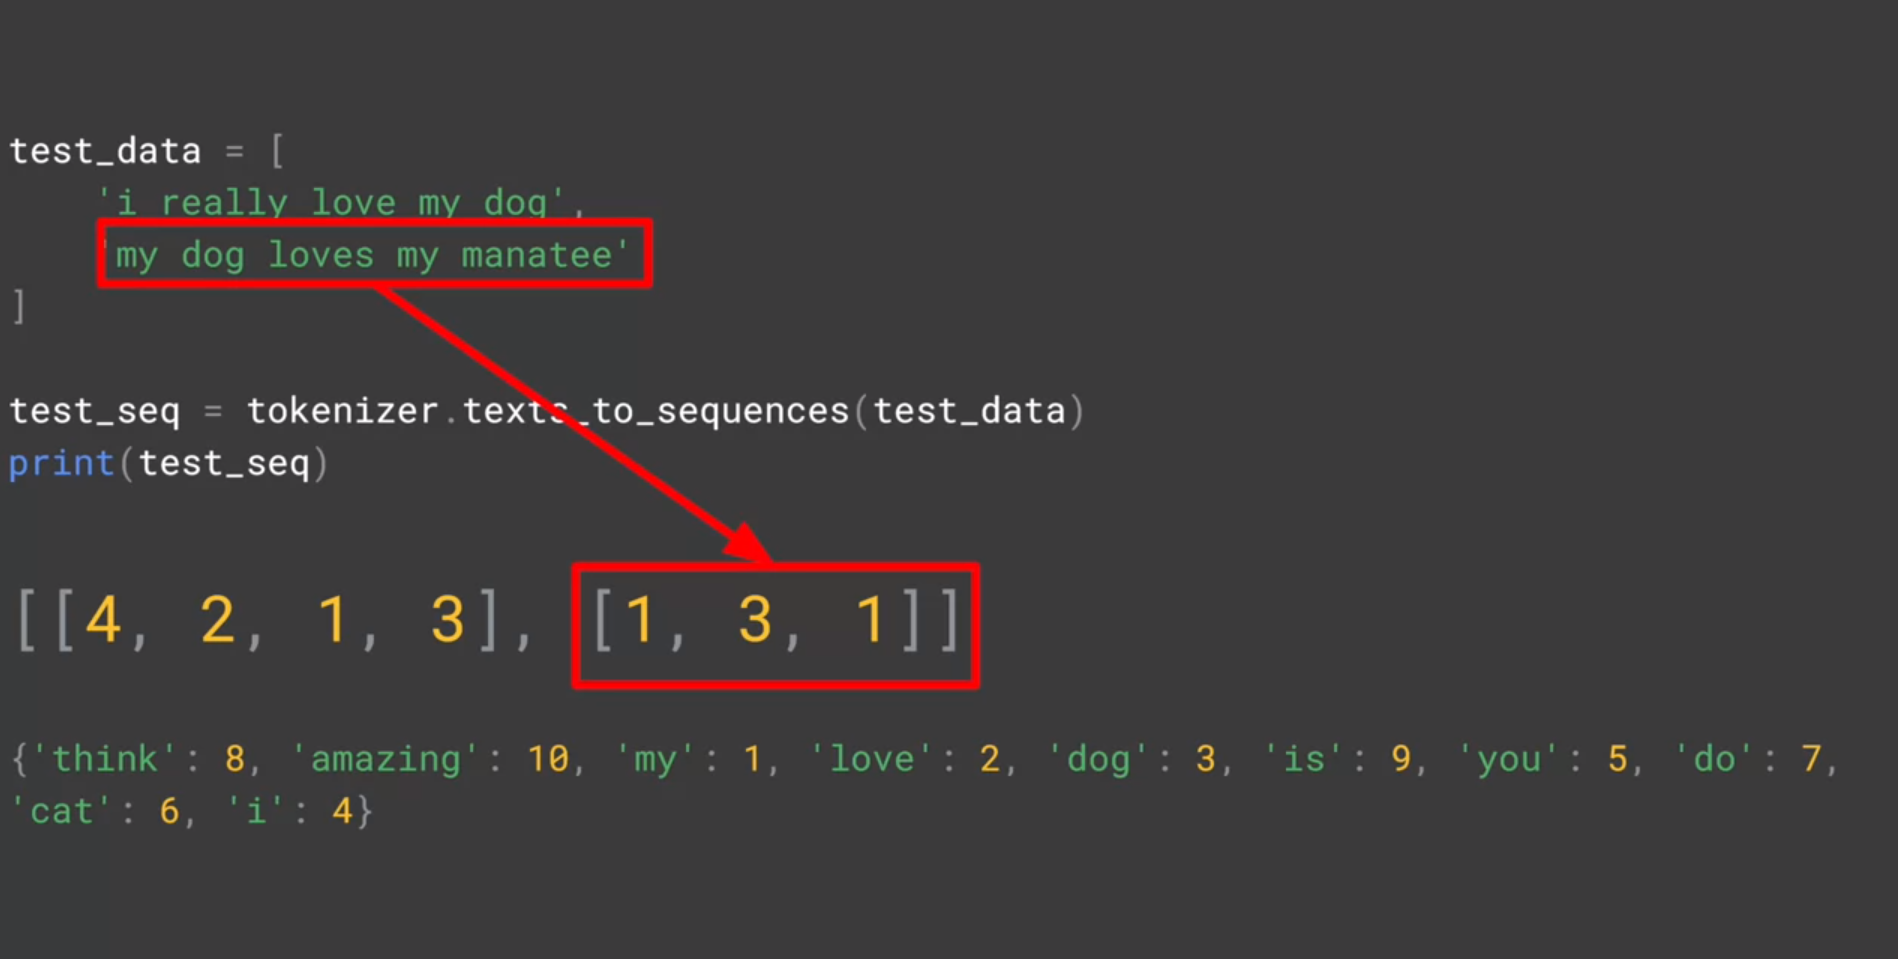 test_data = [
    'i really love my dog',
    'my dog loves my manatee'
]
test_seq = tokenizer.texts_to_sequences(test_data)
print(test_seq)
[[4, 2, 1, 3], [1, 3, 1]]
{'think': 8, 'amazing': 10, 'my': 1, 'love': 2, 'dog': 3, 'is': 9, 'you': 5, 'do': 7,
'cat': 6, 'i': 4}